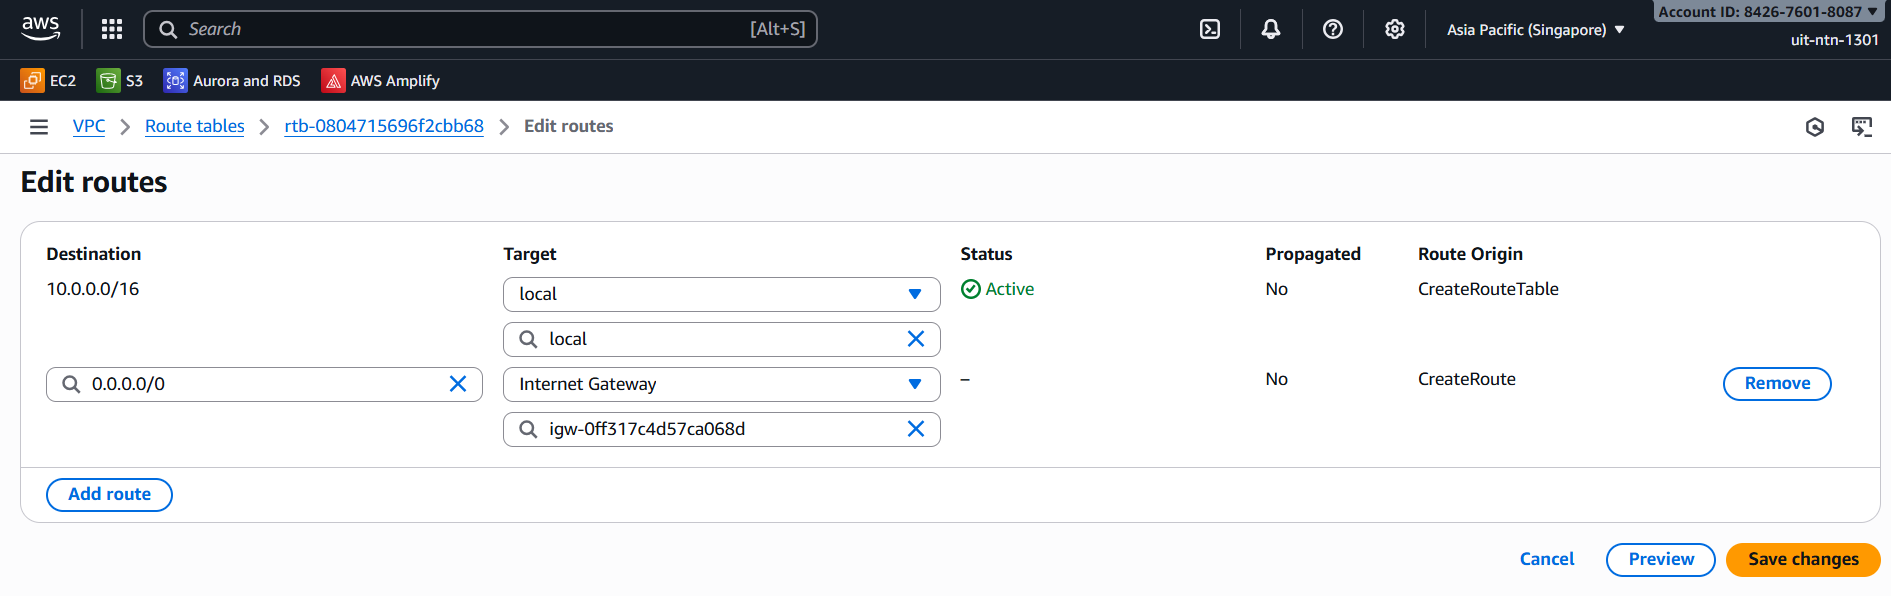 aws
Search [Alt+S]
Asia Pacific (Singapore)
Account ID: 8426-7601-8087
uit-ntn-1301
EC2 S3 Aurora and RDS AWS Amplify
VPC Route tables rtb-0804715696f2cbb68 Edit routes
Edit routes
Destination Target Status Propagated Route Origin
10.0.0.0/16 local Active No CreateRouteTable
local
0.0.0.0/0 Internet Gateway – No CreateRoute Remove
igw-0ff317c4d57ca068d
Add route
Cancel Preview Save changes